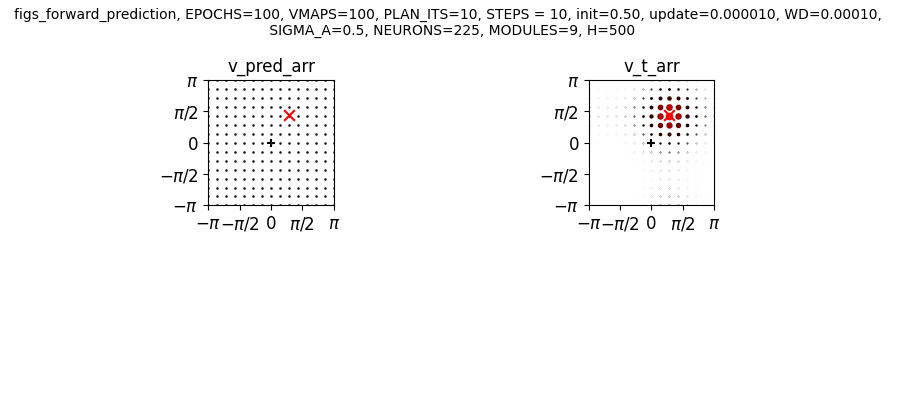 figs_forward_prediction, EPOCHS=100, VMAPS=100, PLAN_ITS=10, STEPS = 10, init=0.50, update=0.000010, WD=0.00010,
SIGMA_A=0.5, NEURONS=225, MODULES=9, H=500
v_pred_arr
π
π/2
0
−π/2
−π
−π −π/2 0 π/2 π
v_t_arr
π
π/2
0
−π/2
−π
−π −π/2 0 π/2 π